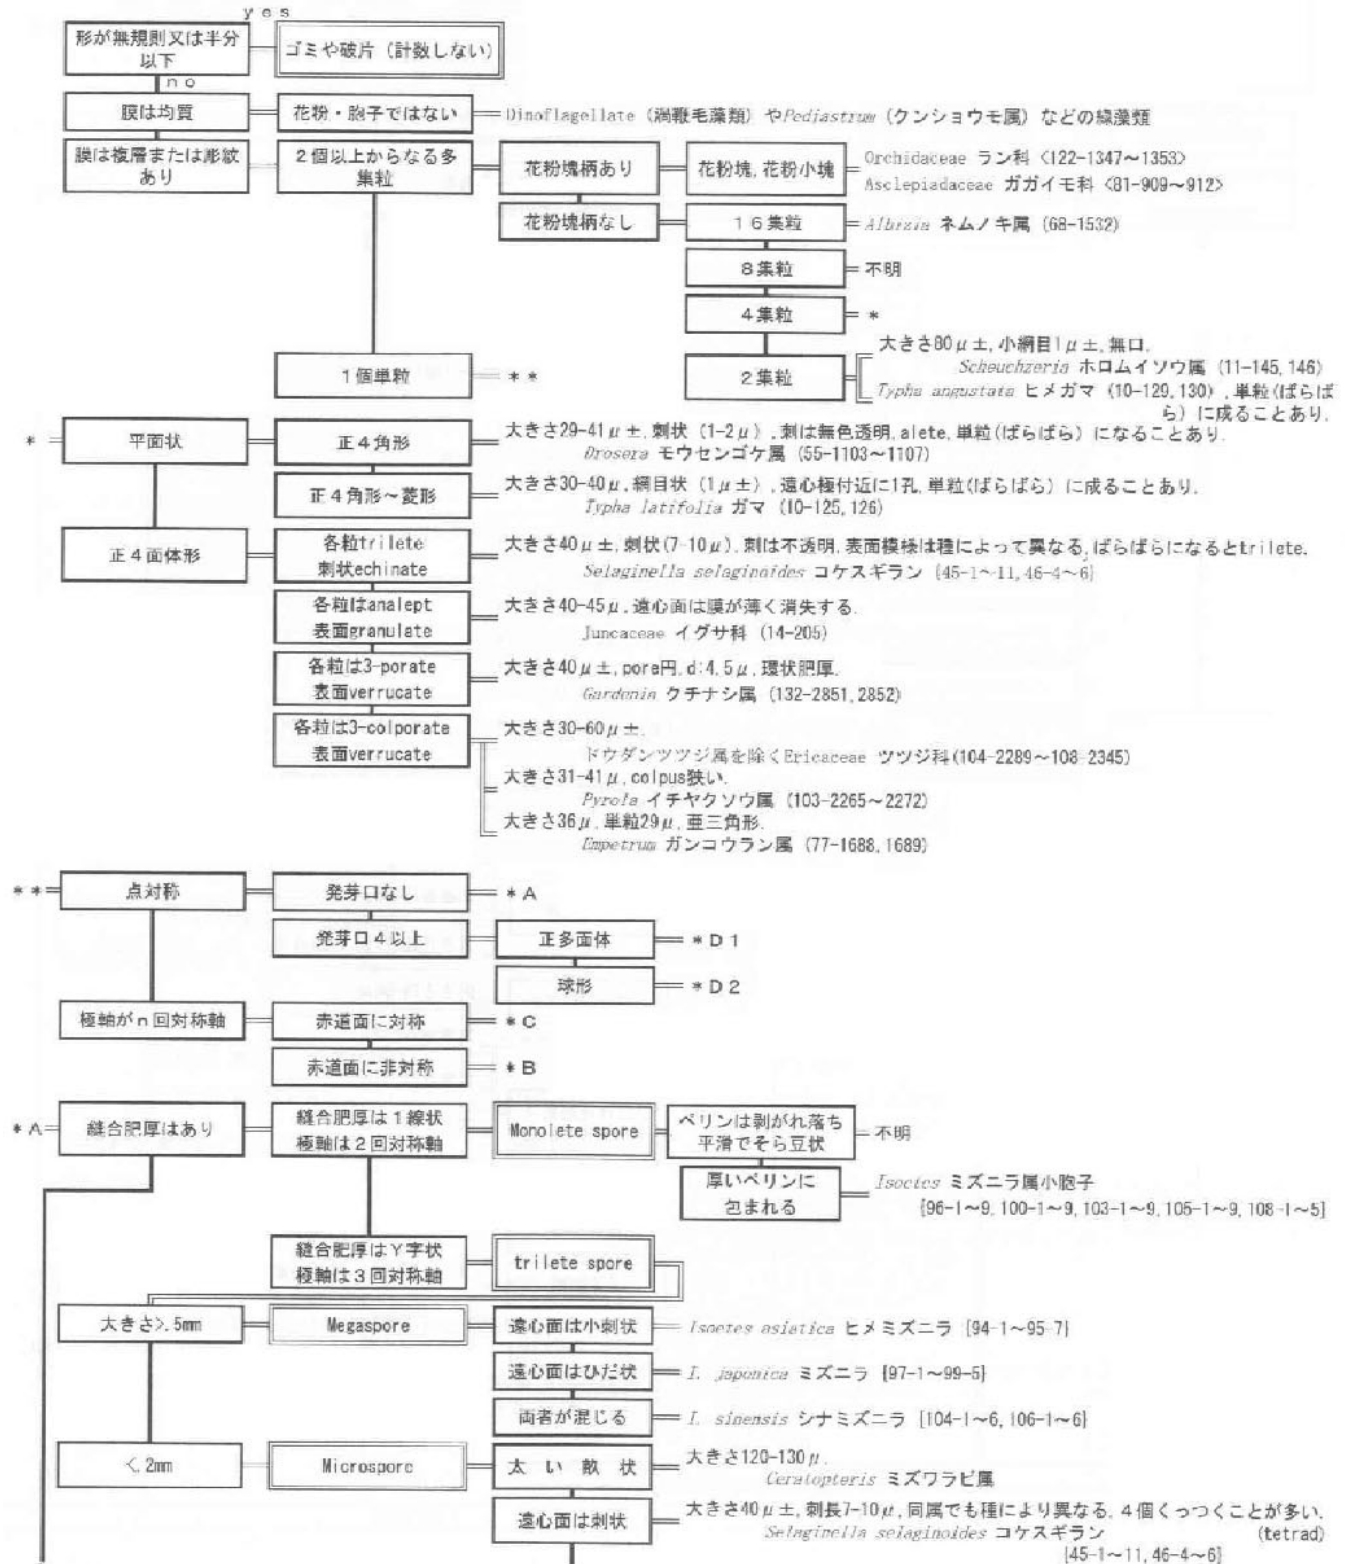 yes
形が無規則又は半分
以下
ゴミや破片（計数しない）
no
膜は均質
花粉・胞子ではない
Dinoflagellate（渦鞭毛藻類）やPediastrum（クンショウモ属）などの緑藻類
膜は複層または彫紋
あり
2個以上からなる多
集粒
花粉塊柄あり
花粉塊,花粉小塊
Orchidaceae ラン科〈122-1347～1353〉
Asclepiadaceae ガガイモ科〈81-909～912〉
花粉塊柄なし
16集粒
Albizia ネムノキ属（68-1532）
8集粒
不明
4集粒
*
1個単粒
**
2集粒
大きさ80μ±,小網目1μ±,無口.
Scheuchzeria ホロムイソウ属（11-145,146）
Typha angustata ヒメガマ（10-129,130）,単粒(ばらば
ら）に成ることあり.
*
平面状
正4角形
大きさ29-41μ±,刺状（1-2μ）,刺は無色透明,alete,単粒(ばらばら）になることあり.
Drosera モウセンゴケ属（55-1103～1107）
正4角形～菱形
大きさ30-40μ,網目状（1μ±）,遠心極付近に1孔,単粒(ばらばら）に成ることあり.
Typha latifolia ガマ（10-125,126）
正4面体形
各粒trilete
刺状echinate
大きさ40μ±,刺状(7-10μ),刺は不透明,表面模様は種によって異なる,ばらばらになるとtrilete.
Selaginella selaginoides コケスギラン {45-1～11,46-4～6}
各粒はanalept
表面granulate
大きさ40-45μ,遠心面は膜が薄く消失する.
Juncaceae イグサ科（14-205）
各粒は3-porate
表面verrucate
大きさ40μ±,pore円,d:4.5μ,環状肥厚.
Gardenia クチナシ属（132-2851,2852）
各粒は3-colporate
表面verrucate
大きさ30-60μ±.
ドウダンツツジ属を除くEricaceae ツツジ科(104-2289～108-2345)
大きさ31-41μ,colpus狭い.
Pyrola イチヤクソウ属（103-2265～2272）
大きさ36μ,単粒29μ,亜三角形.
Empetrum ガンコウラン属（77-1688,1689）
**
点対称
発芽口なし
*A
発芽口4以上
正多面体
*D1
球形
*D2
極軸がn回対称軸
赤道面に対称
*C
赤道面に非対称
*B
*A
縫合肥厚はあり
縫合肥厚は1線状
極軸は2回対称軸
Monolete spore
ペリンは剥がれ落ち
平滑でそら豆状
不明
厚いペリンに
包まれる
Isoetes ミズニラ属小胞子
{96-1～9,100-1～9,103-1～9,105-1～9,108-1～5}
縫合肥厚はY字状
極軸は3回対称軸
trilete spore
大きさ>.5mm
Megaspore
遠心面は小刺状
Isoetes asiatica ヒメミズニラ {94-1～95-7}
遠心面はひだ状
I. japonica ミズニラ {97-1～99-5}
両者が混じる
I. sinensis シナミズニラ {104-1～6,106-1～6}
<.2mm
Microspore
太い畝状
大きさ120-130μ.
Ceratopteris ミズワラビ属
遠心面は刺状
大きさ40μ±,刺長7-10μ,同属でも種により異なる. 4個くっつくことが多い.
Selaginella selaginoides コケスギラン (tetrad)
{45-1～11,46-4～6}